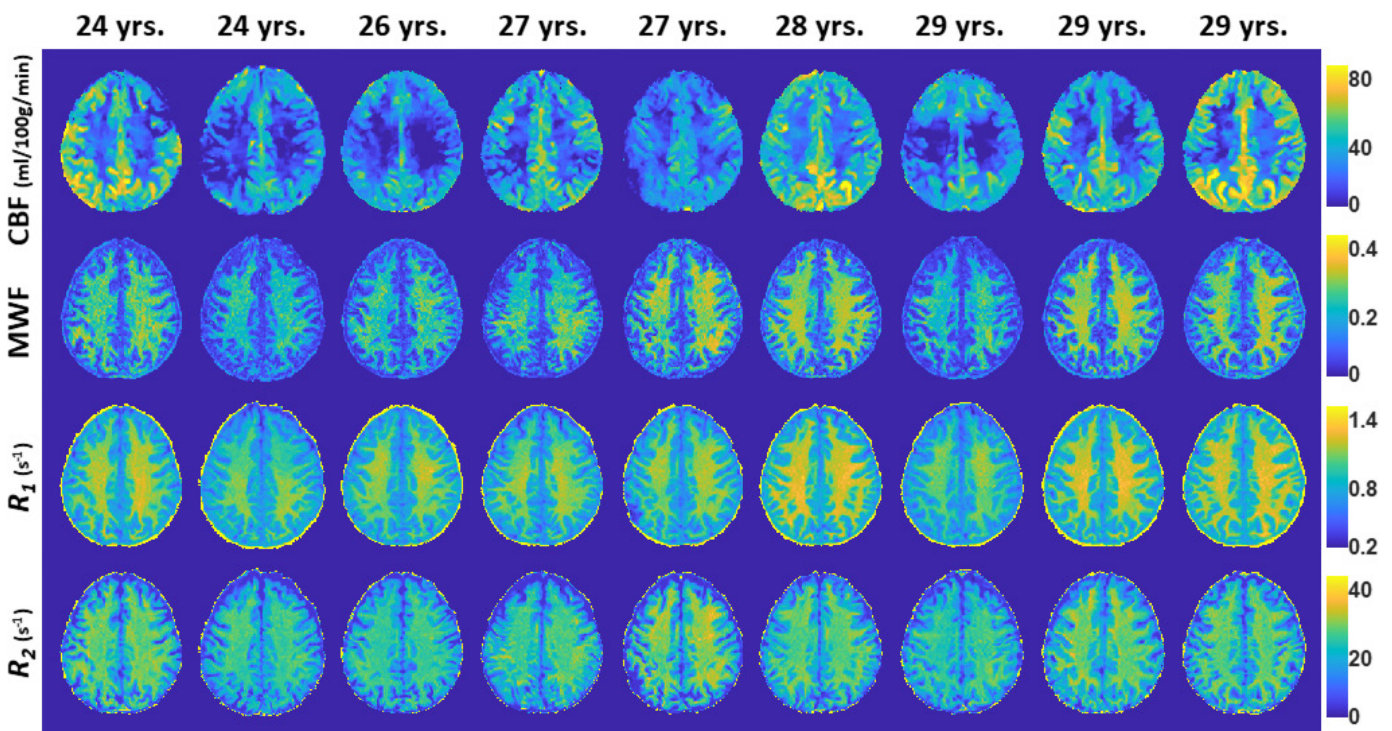 24 yrs. 24 yrs. 26 yrs. 27 yrs. 27 yrs. 28 yrs. 29 yrs. 29 yrs. 29 yrs.
CBF (ml/100g/min)
80
40
0
MWF
0.4
0.2
0
R1 (s-1)
1.4
0.8
0.2
R2 (s-1)
40
20
0